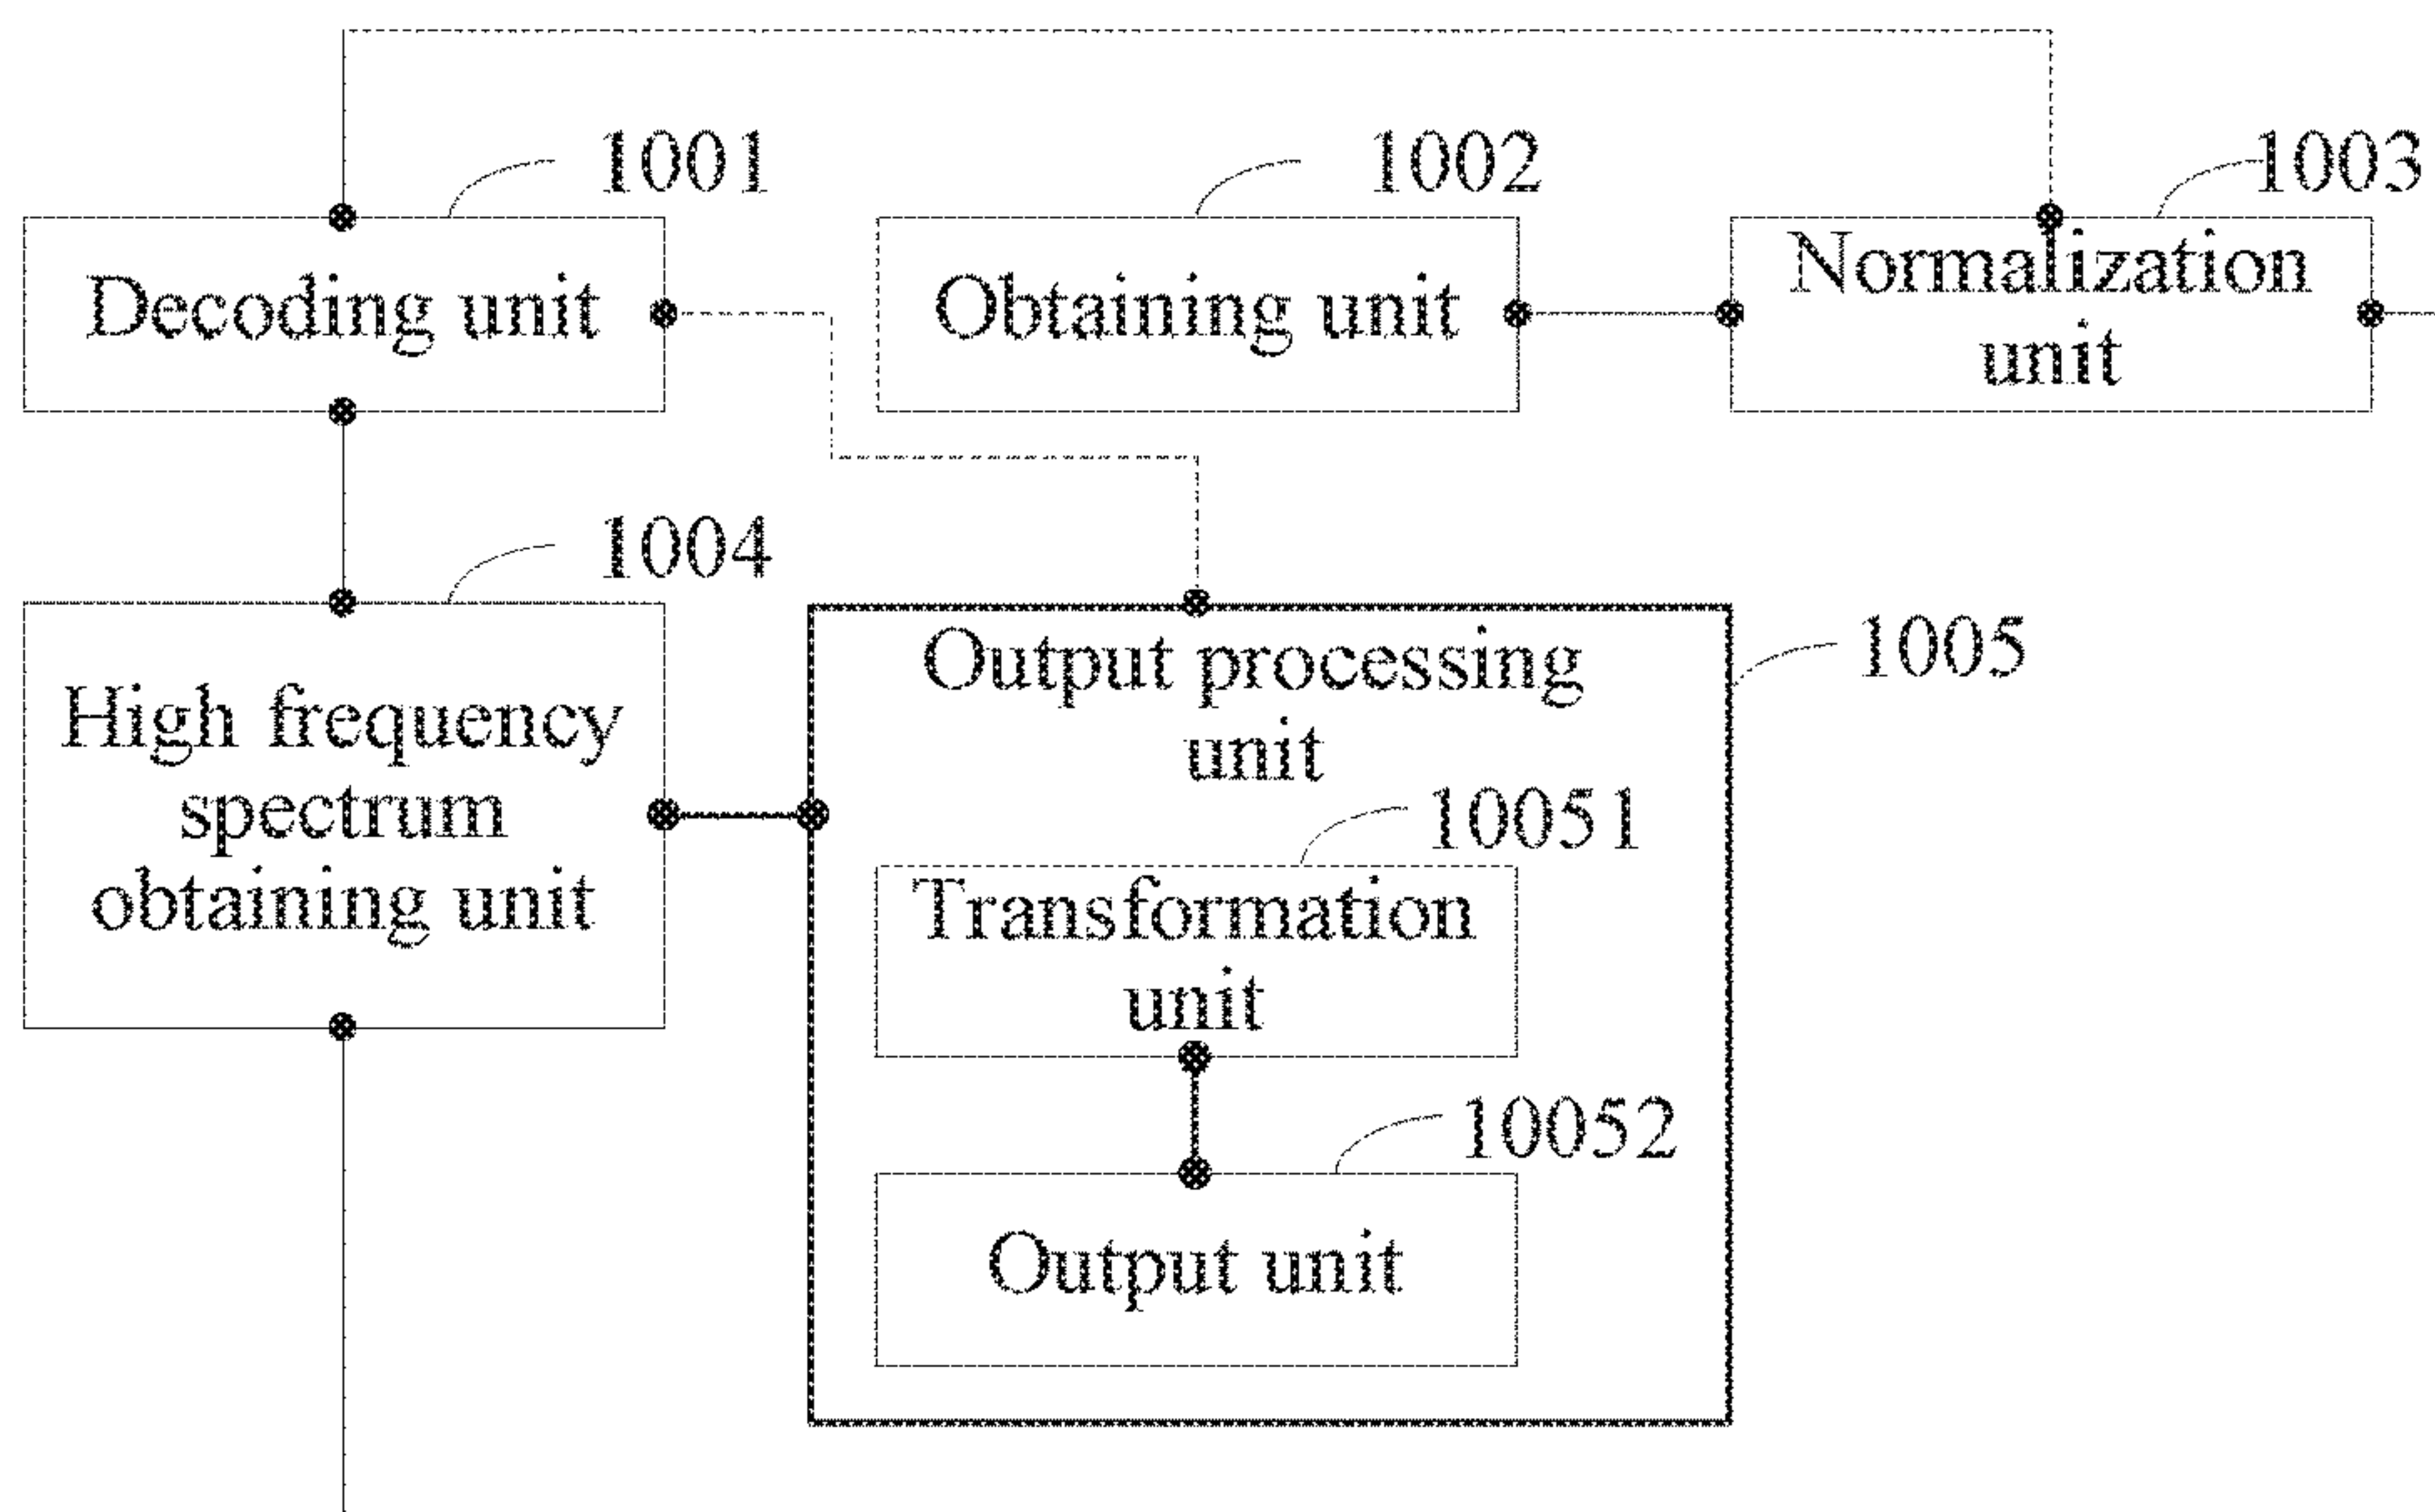 1001
1002
1003
Decoding unit
Obtaining unit
Normalization
unit
1004
High frequency
spectrum
obtaining unit
1005
Output processing
unit
10051
Transformation
unit
10052
Output unit